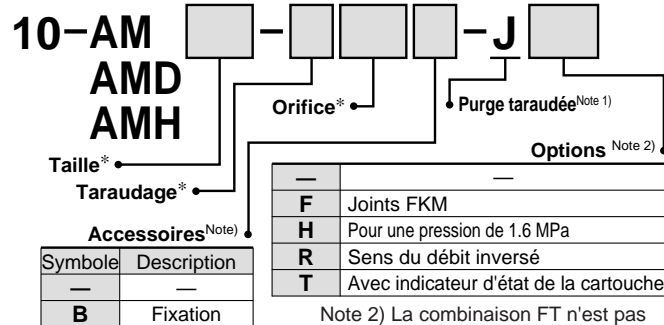 10-AM - - J
AMD
AMH
Orifice*
Purge taraudée Note 1)
Taille*
Taraudage*
Options Note 2)
— —
F Joints FKM
H Pour une pression de 1.6 MPa
R Sens du débit inversé
T Avec indicateur d'état de la cartouche
Accessoires Note)
Symbole Description
— —
B Fixation
Note 2) La combinaison FT n'est pas